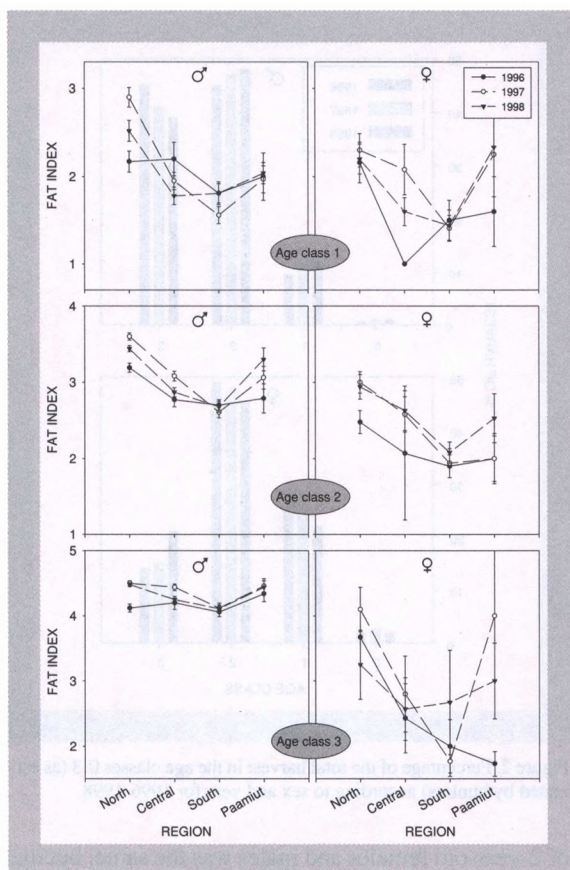 ♂ ♀
1996
1997
1998
FAT INDEX
3
2
1
Age class 1
♂ ♀
FAT INDEX
4
3
2
1
Age class 2
♂ ♀
FAT INDEX
5
4
3
2
Age class 3
North Central South Paamiut North Central South Paamiut
REGION REGION